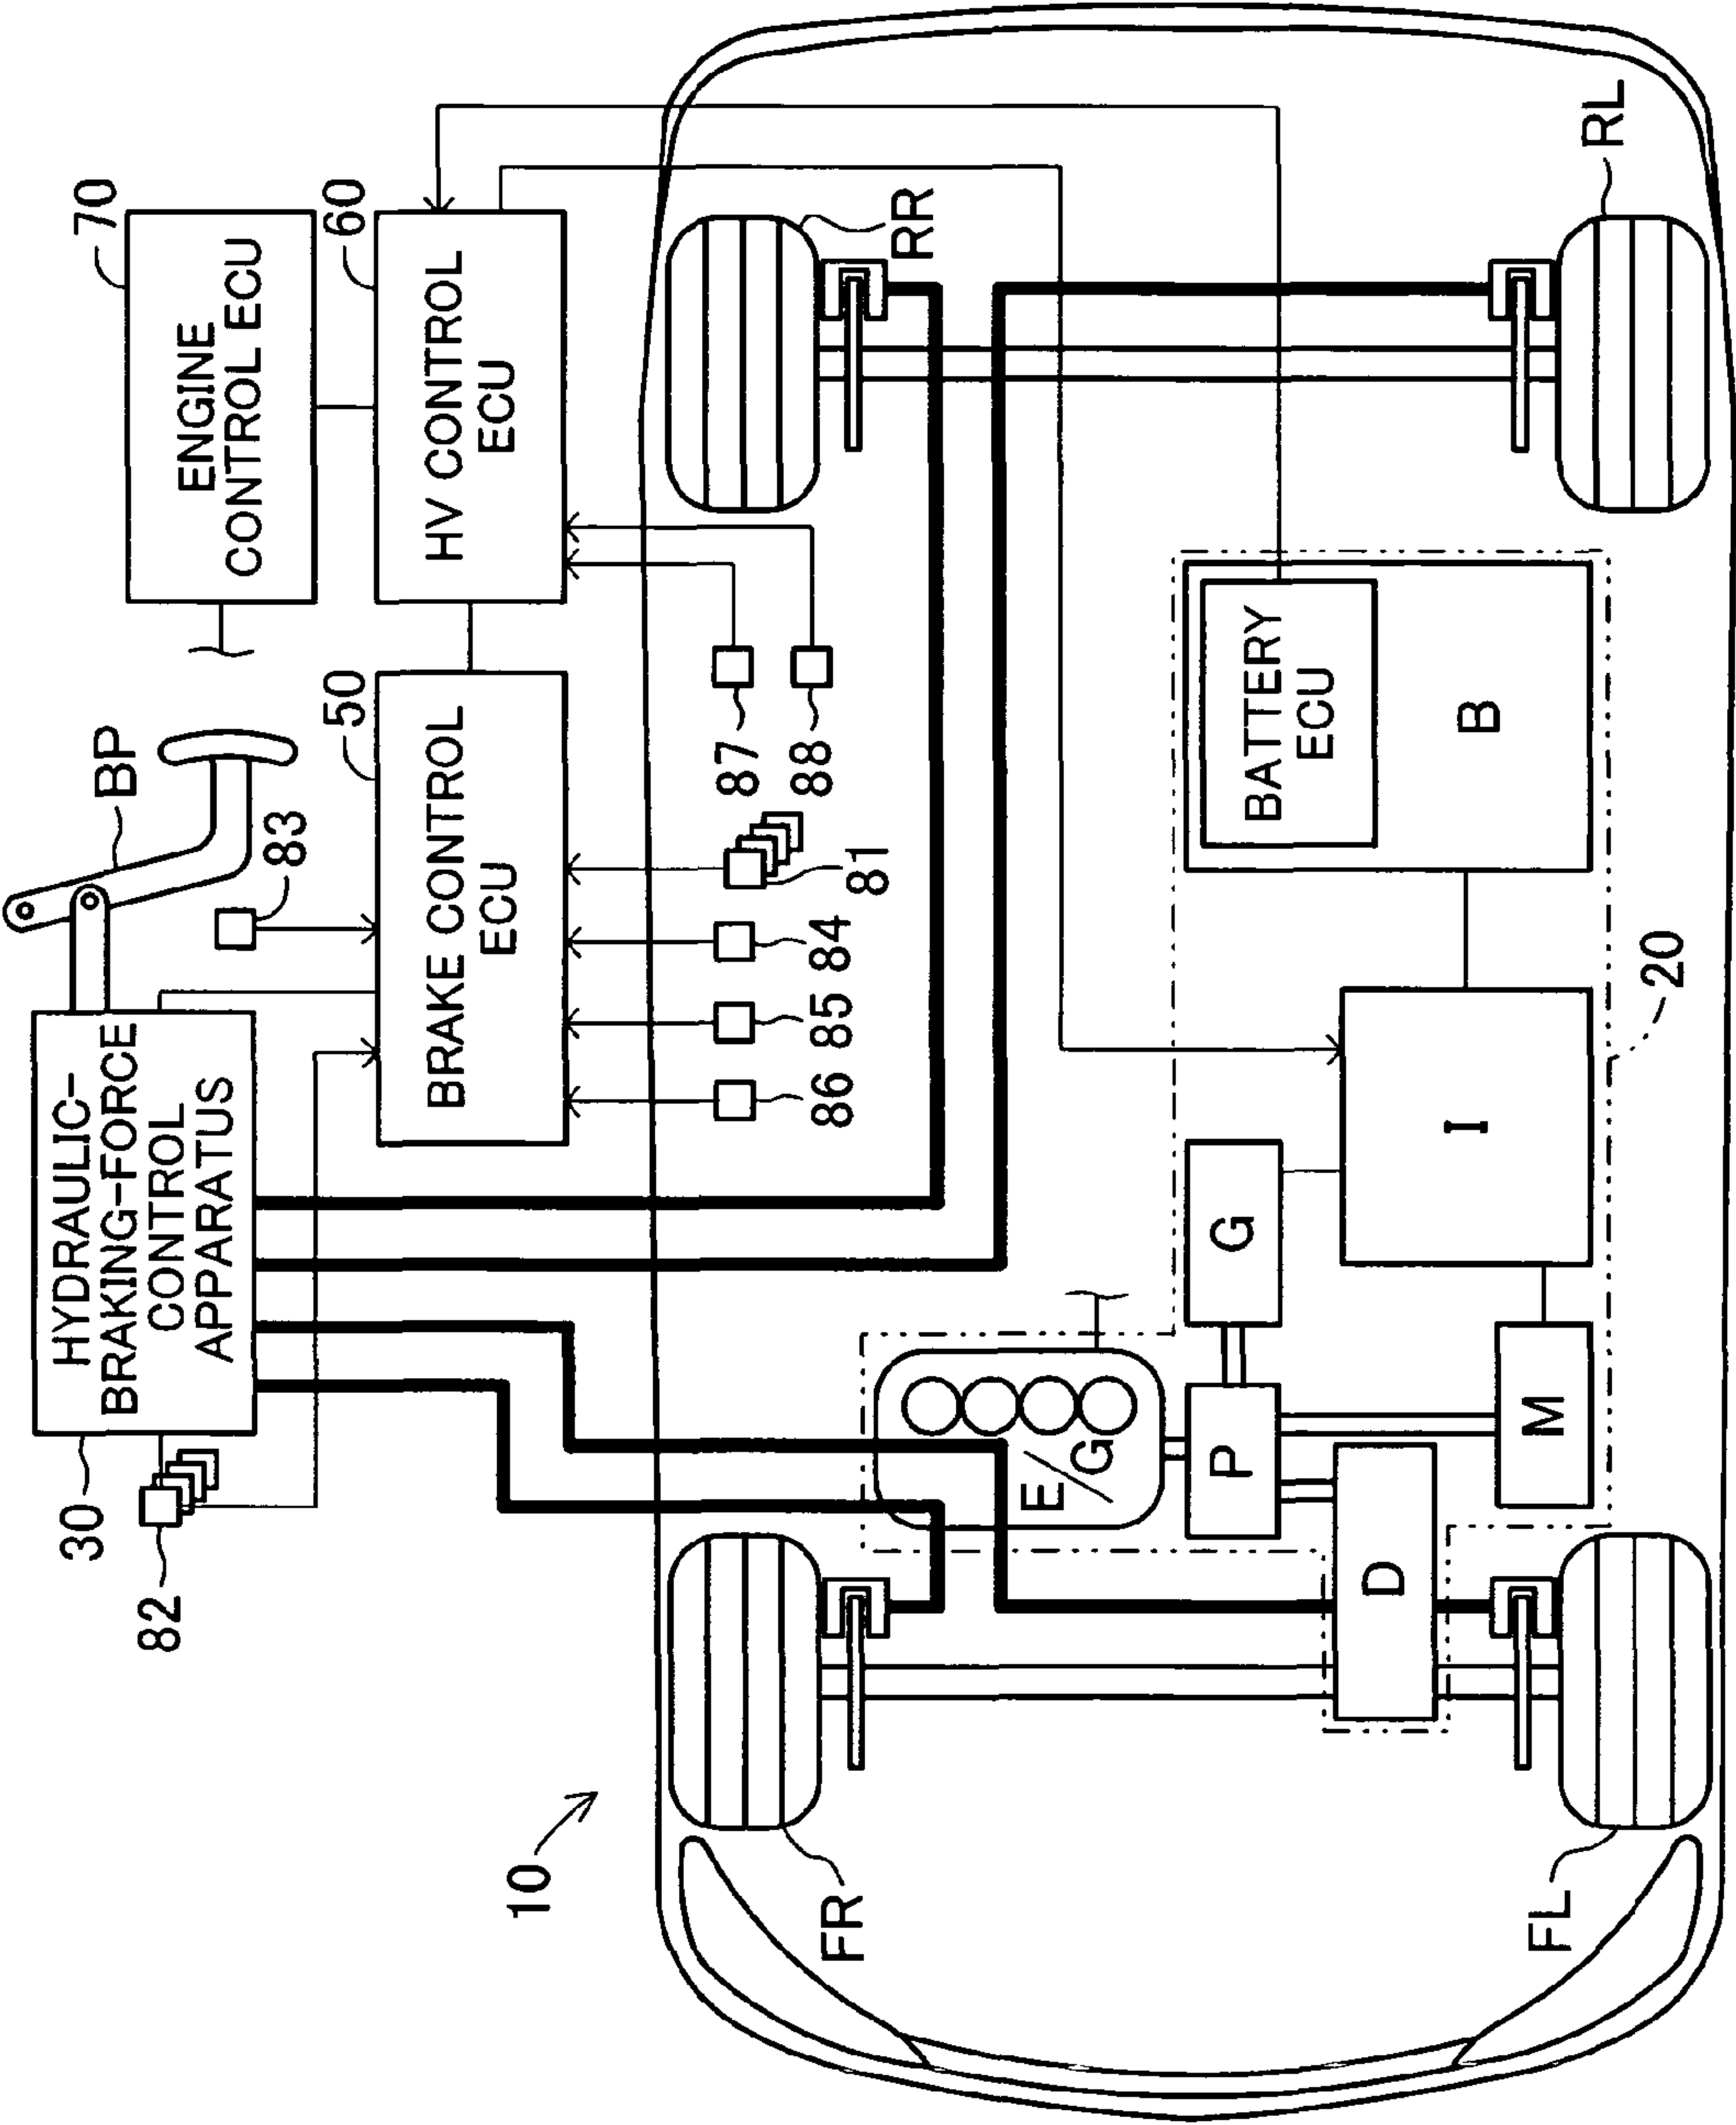 BP
70
ENGINE
CONTROL ECU
60
HV CONTROL
ECU
50
BRAKE CONTROL
ECU
83
30
HYDRAULIC-
BRAKING-FORCE
CONTROL
APPARATUS
82
87
88
81
84
85
86
10
FR
RR
E/G
P
G
D
M
I
BATTERY
ECU
B
20
FL
RL